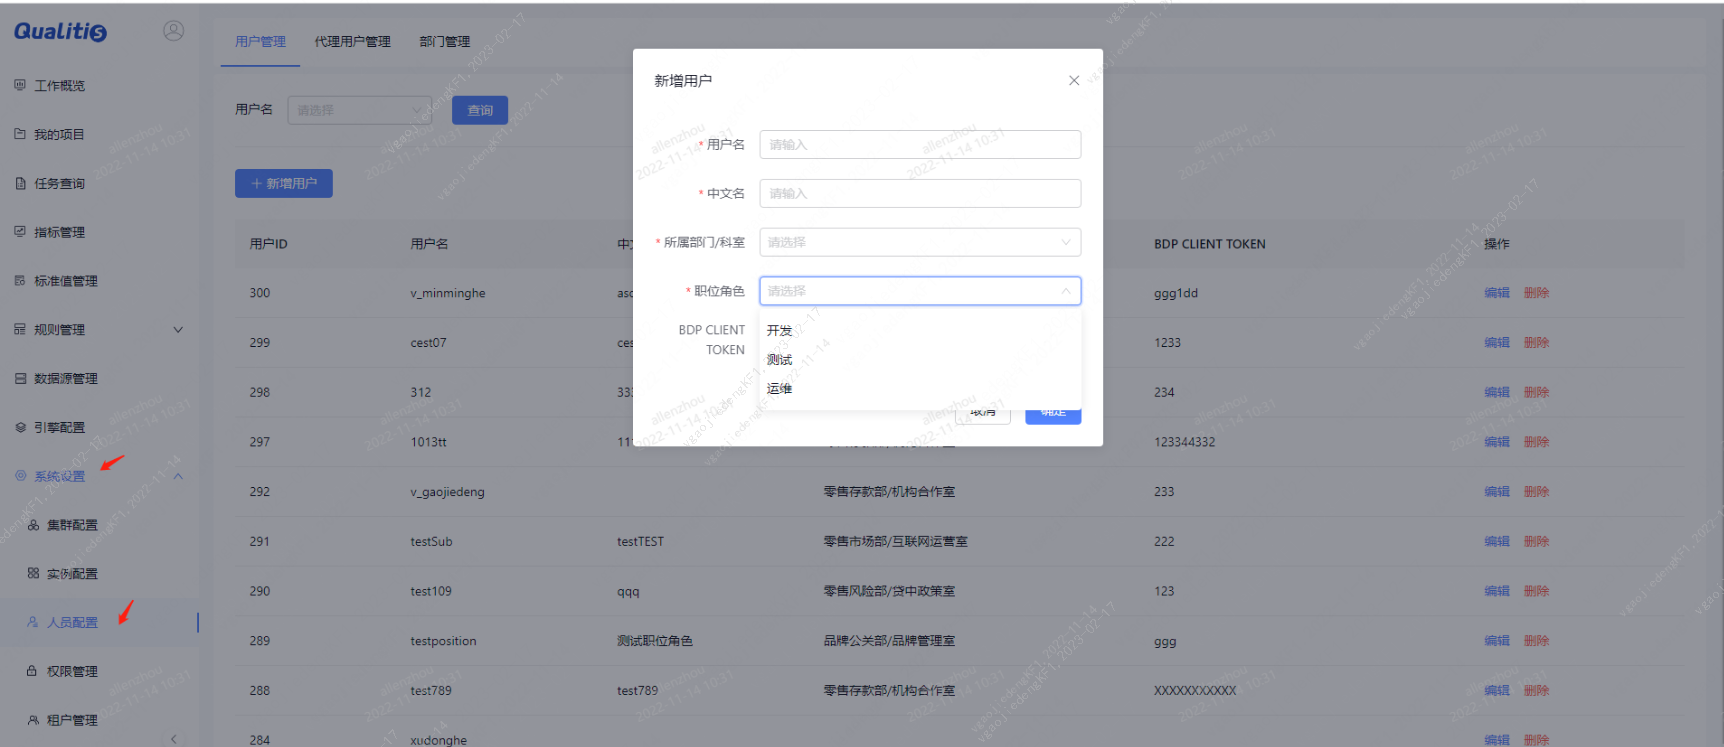 Qualitis
工作概览
我的项目
任务查询
指标管理
标准值管理
规则管理
数据源管理
引擎配置
系统设置
集群配置
实例配置
人员配置
权限管理
租户管理
用户管理 代理用户管理 部门管理
用户名 请选择 查询
+ 新增用户
用户ID 用户名 BDP CLIENT TOKEN 操作
300 v_minminghe ggg1dd 编辑 删除
299 cest07 1233 编辑 删除
298 312 234 编辑 删除
297 1013tt 123344332 编辑 删除
292 v_gaojiedeng 零售存款部/机构合作室 233 编辑 删除
291 testSub testTEST 零售市场部/互联网运营室 222 编辑 删除
290 test109 qqq 零售风险部/贷中政策室 123 编辑 删除
289 testposition 测试职位角色 品牌公关部/品牌管理室 ggg 编辑 删除
288 test789 test789 零售存款部/机构合作室 XXXXXXXXXXX 编辑 删除
284 xudonghe 编辑 删除
新增用户
* 用户名 请输入
* 中文名 请输入
* 所属部门/科室 请选择
* 职位角色 请选择
BDP CLIENT
TOKEN
开发
测试
运维
取消 确定
allenzhou
2022-11-14 10:31